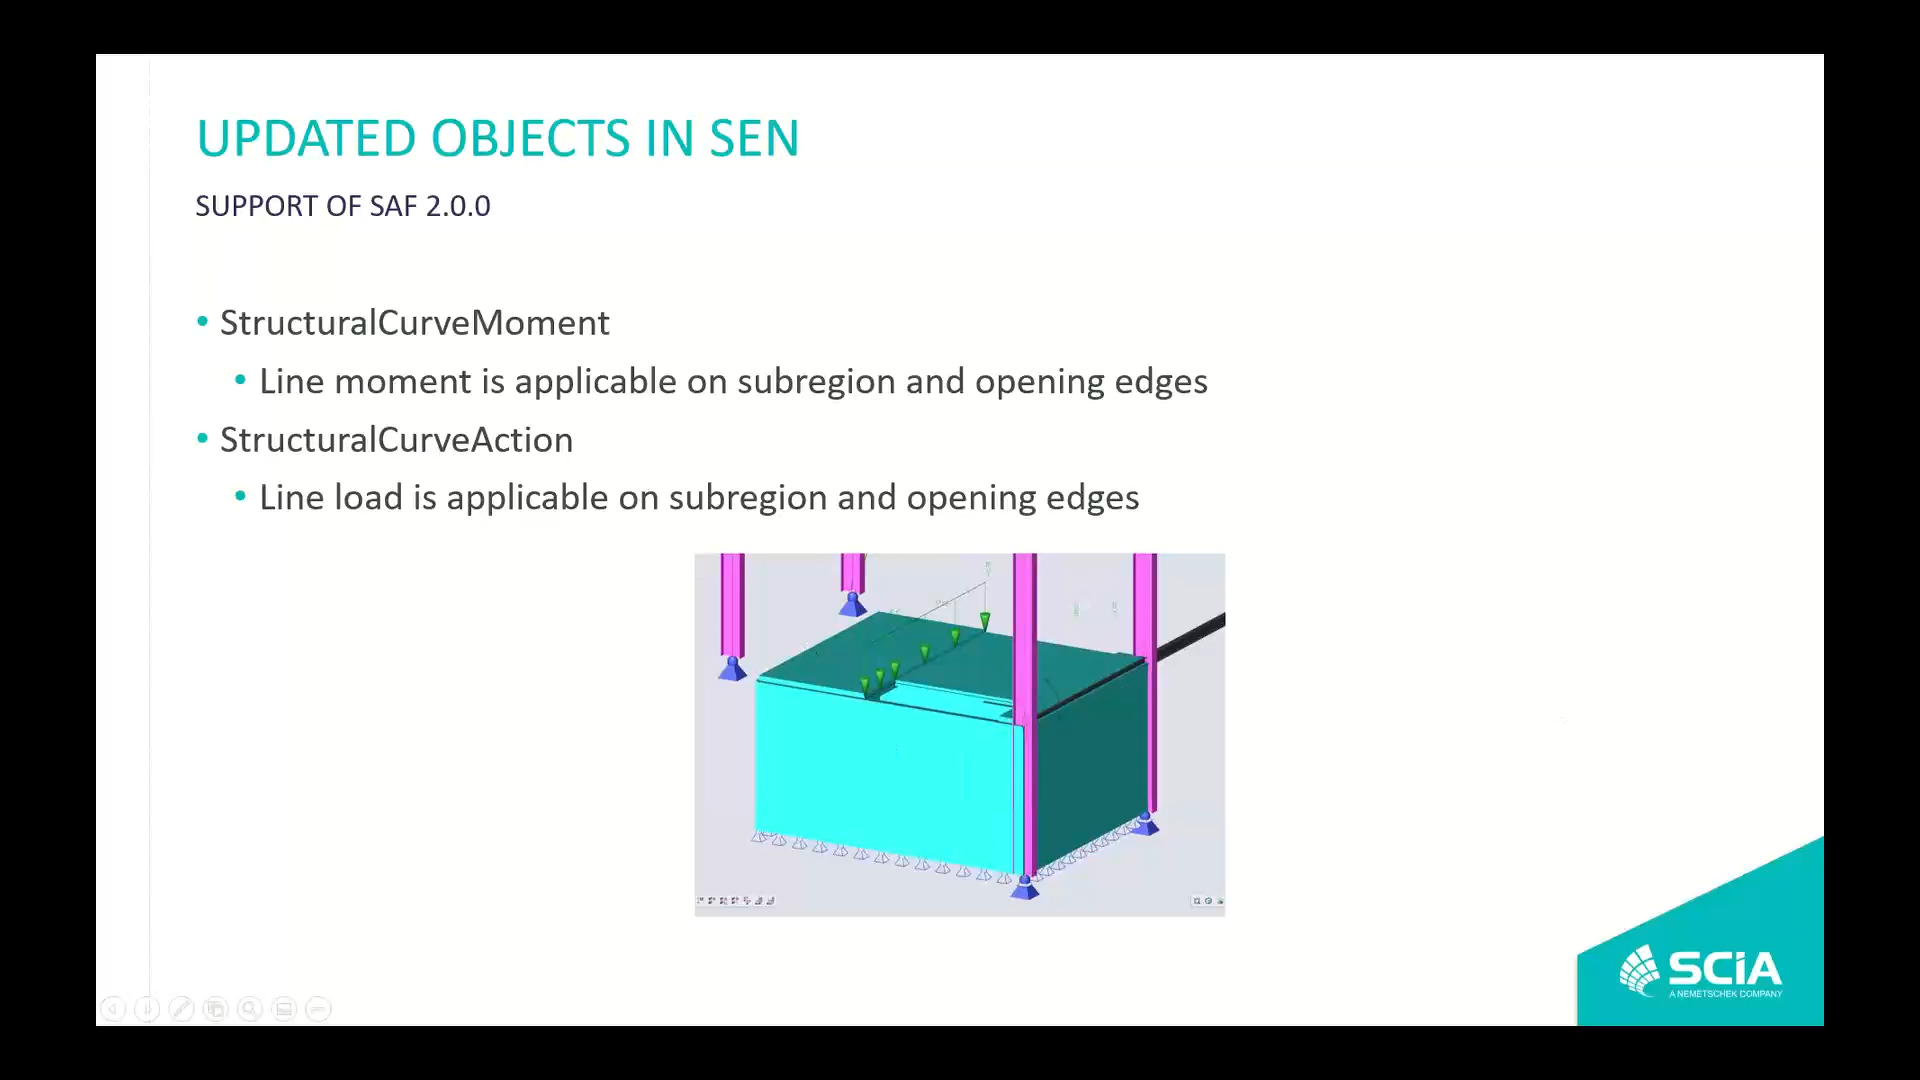 UPDATED OBJECTS IN SEN
SUPPORT OF SAF 2.0.0
• StructuralCurveMoment
• Line moment is applicable on subregion and opening edges
• StructuralCurveAction
• Line load is applicable on subregion and opening edges
SCIA
A NEMETSCHEK COMPANY